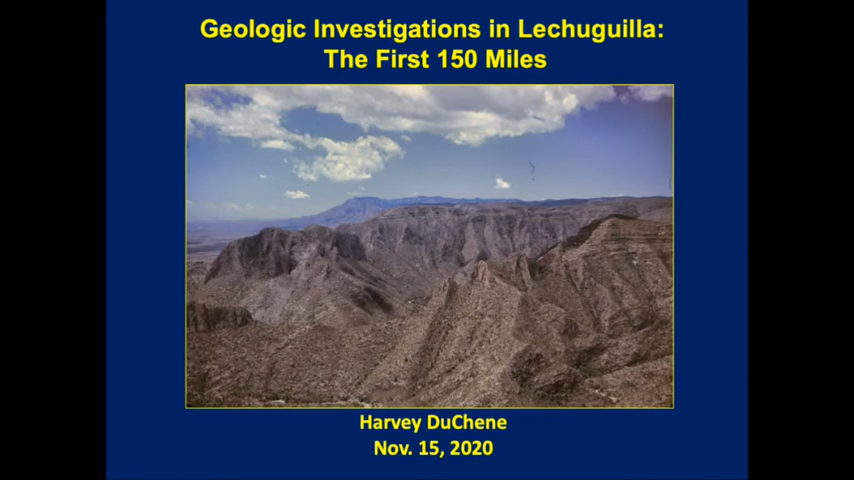 Geologic Investigations in Lechuguilla:
The First 150 Miles
Harvey DuChene
Nov. 15, 2020